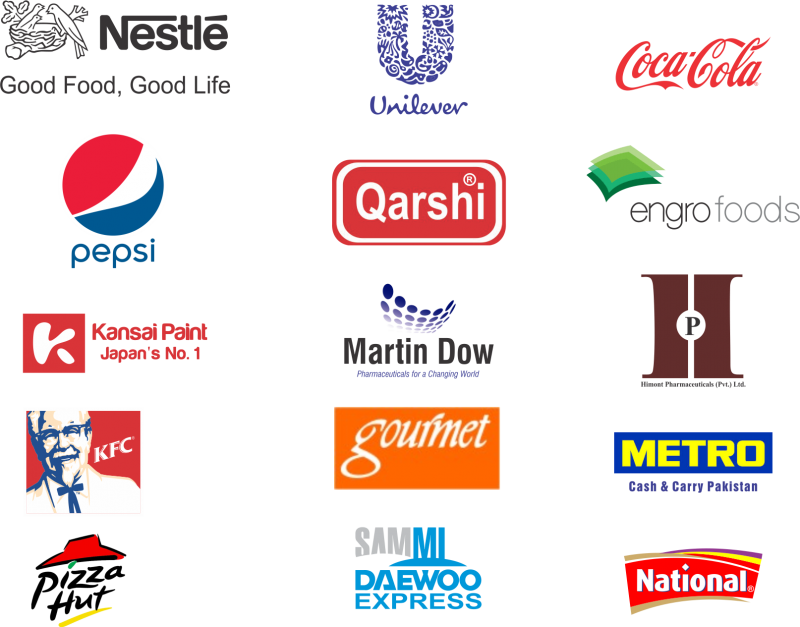 Nestlé
Good Food, Good Life
Unilever
Coca-Cola
pepsi
Qarshi®
engro foods
Kansai Paint
Japan's No. 1
Martin Dow
Pharmaceuticals for a Changing World
P
H
Himont Pharmaceuticals (Pvt.) Ltd.
KFC
gourmet
METRO
Cash & Carry Pakistan
Pizza
Hut
SAMMI
DAEWOO
EXPRESS
National®